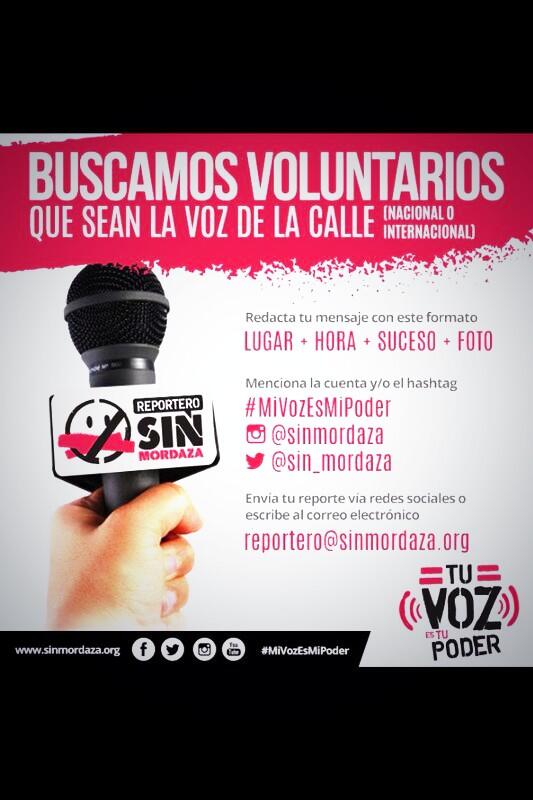 BUSCAMOS VOLUNTARIOS
QUE SEAN LA VOZ DE LA CALLE (NACIONAL O
INTERNACIONAL)
Redacta tu mensaje con este formato
LUGAR + HORA + SUCESO + FOTO
Menciona la cuenta y/o el hashtag
#MiVozEsMiPoder
@sinmordaza
@sin_mordaza
Envía tu reporte vía redes sociales o
escribe al correo electrónico
reportero@sinmordaza.org
REPORTERO
SIN
MORDAZA
TU
VOZ
ES TU
PODER
www.sinmordaza.org
You
Tube
#MiVozEsMiPoder